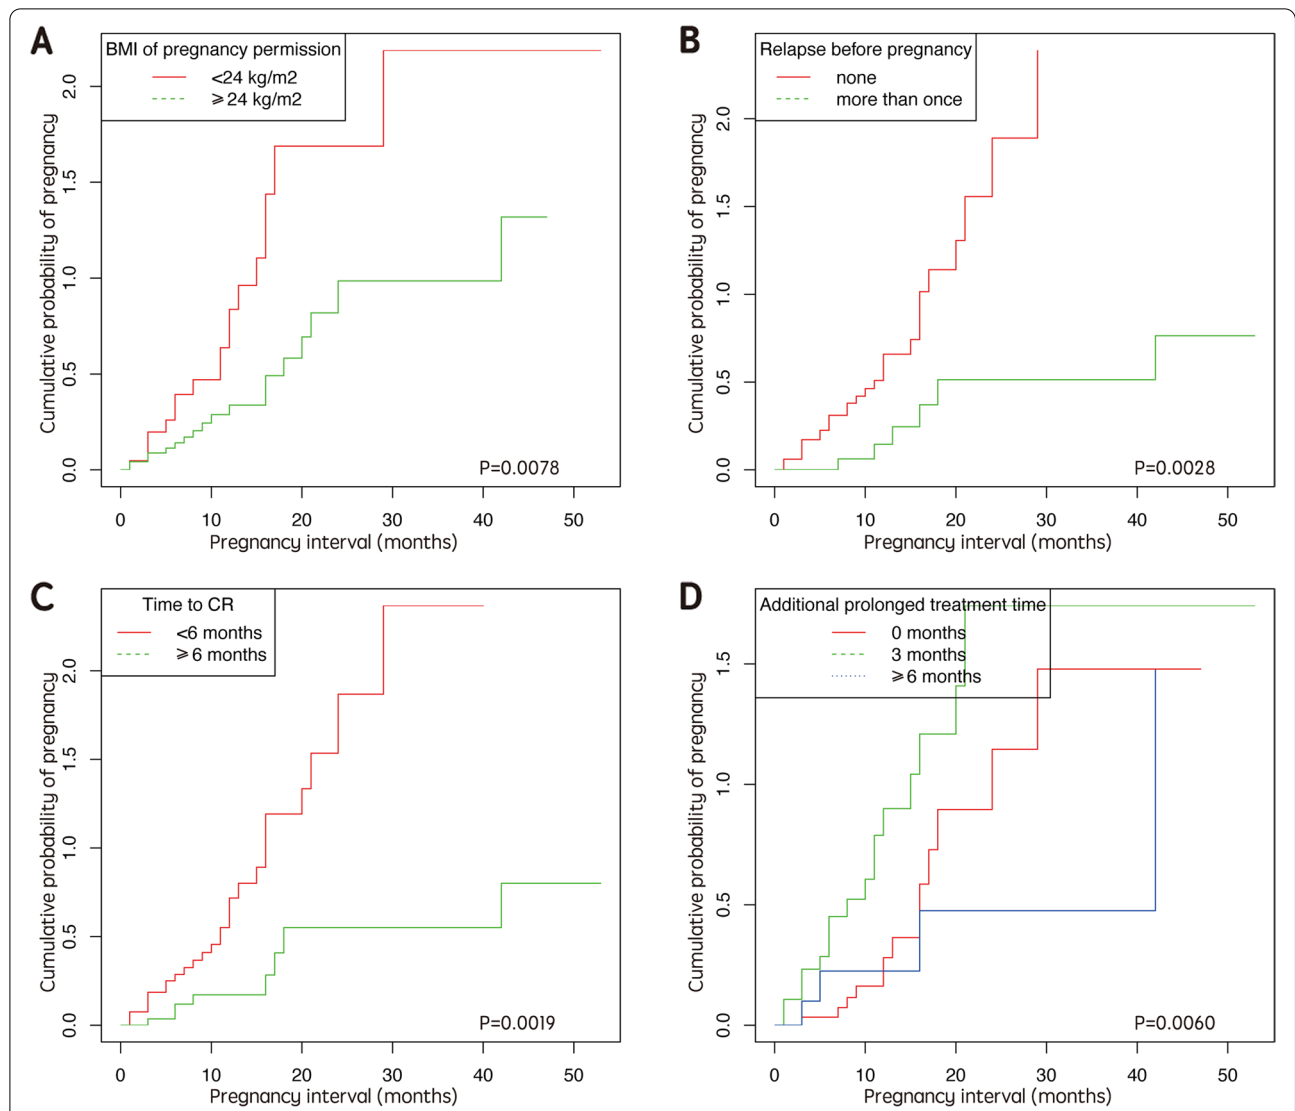 A
BMI of pregnancy permission
<24 kg/m2
⩾24 kg/m2
Cumulative probability of pregnancy
0.0
0.5
1.0
1.5
2.0
P=0.0078
0 10 20 30 40 50
Pregnancy interval (months)
B
Relapse before pregnancy
none
more than once
Cumulative probability of pregnancy
0.0
0.5
1.0
1.5
2.0
P=0.0028
0 10 20 30 40 50
Pregnancy interval (months)
C
Time to CR
<6 months
⩾6 months
Cumulative probability of pregnancy
0.0
0.5
1.0
1.5
2.0
P=0.0019
0 10 20 30 40 50
Pregnancy interval (months)
D
Additional prolonged treatment time
0 months
3 months
⩾6 months
Cumulative probability of pregnancy
0.0
0.5
1.0
1.5
P=0.0060
0 10 20 30 40 50
Pregnancy interval (months)